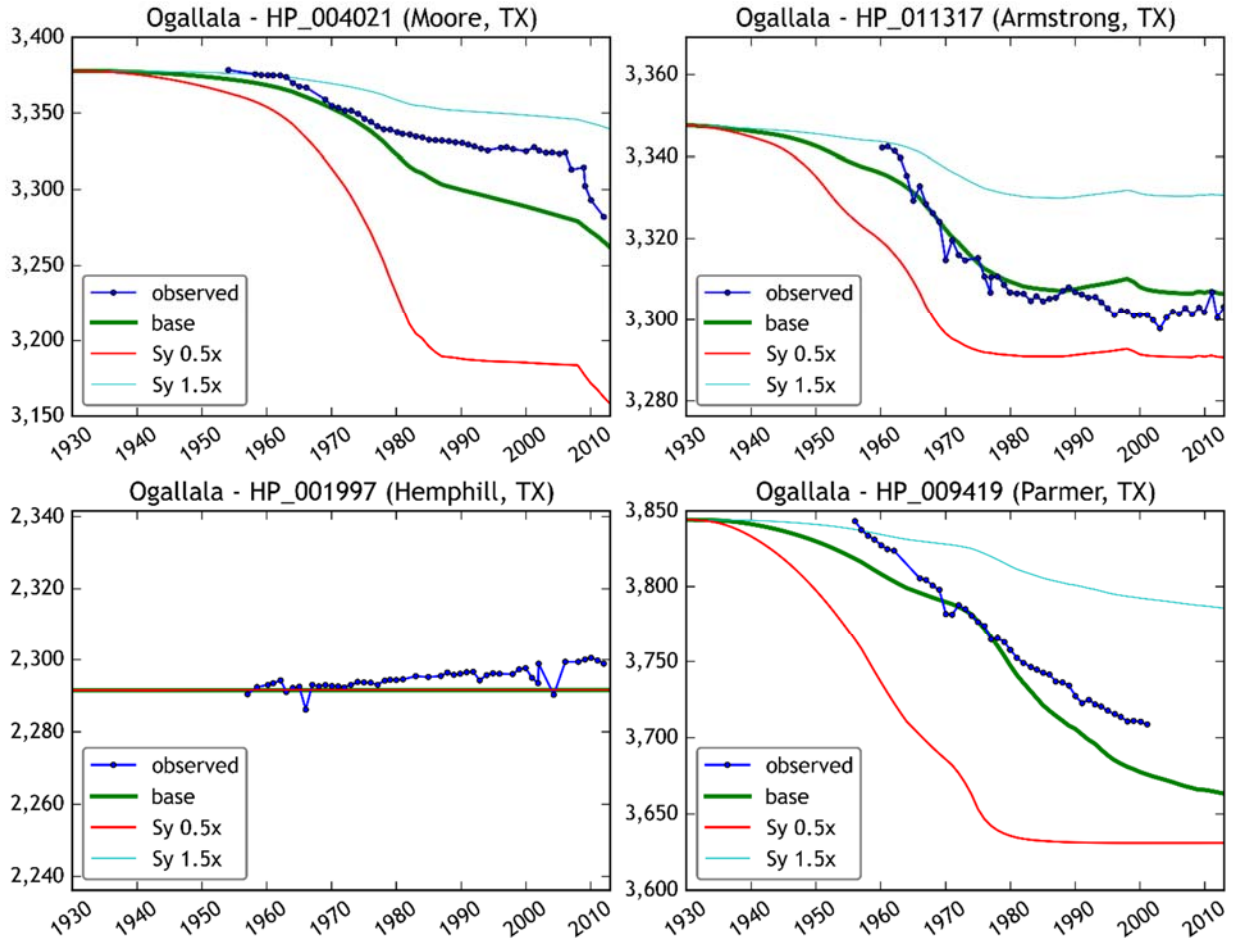 Ogallala - HP_004021 (Moore, TX)
3,400
3,350
3,300
3,250
3,200
3,150
observed
base
Sy 0.5x
Sy 1.5x
1930 1940 1950 1960 1970 1980 1990 2000 2010
Ogallala - HP_011317 (Armstrong, TX)
3,360
3,340
3,320
3,300
3,280
observed
base
Sy 0.5x
Sy 1.5x
1930 1940 1950 1960 1970 1980 1990 2000 2010
Ogallala - HP_001997 (Hemphill, TX)
2,340
2,320
2,300
2,280
2,260
2,240
observed
base
Sy 0.5x
Sy 1.5x
1930 1940 1950 1960 1970 1980 1990 2000 2010
Ogallala - HP_009419 (Parmer, TX)
3,850
3,800
3,750
3,700
3,650
3,600
observed
base
Sy 0.5x
Sy 1.5x
1930 1940 1950 1960 1970 1980 1990 2000 2010